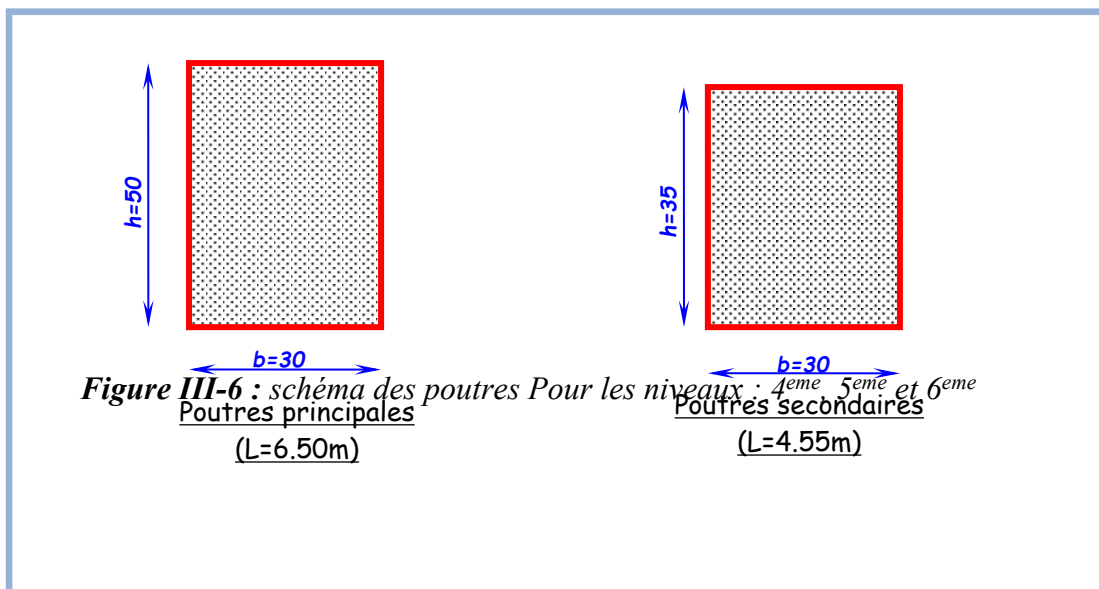 h=50
h=35
b=30
b=30
Figure III-6 : schéma des poutres Pour les niveaux : 4eme, 5eme et 6eme
Poutres principales
Poutres secondaires
(L=6.50m)
(L=4.55m)